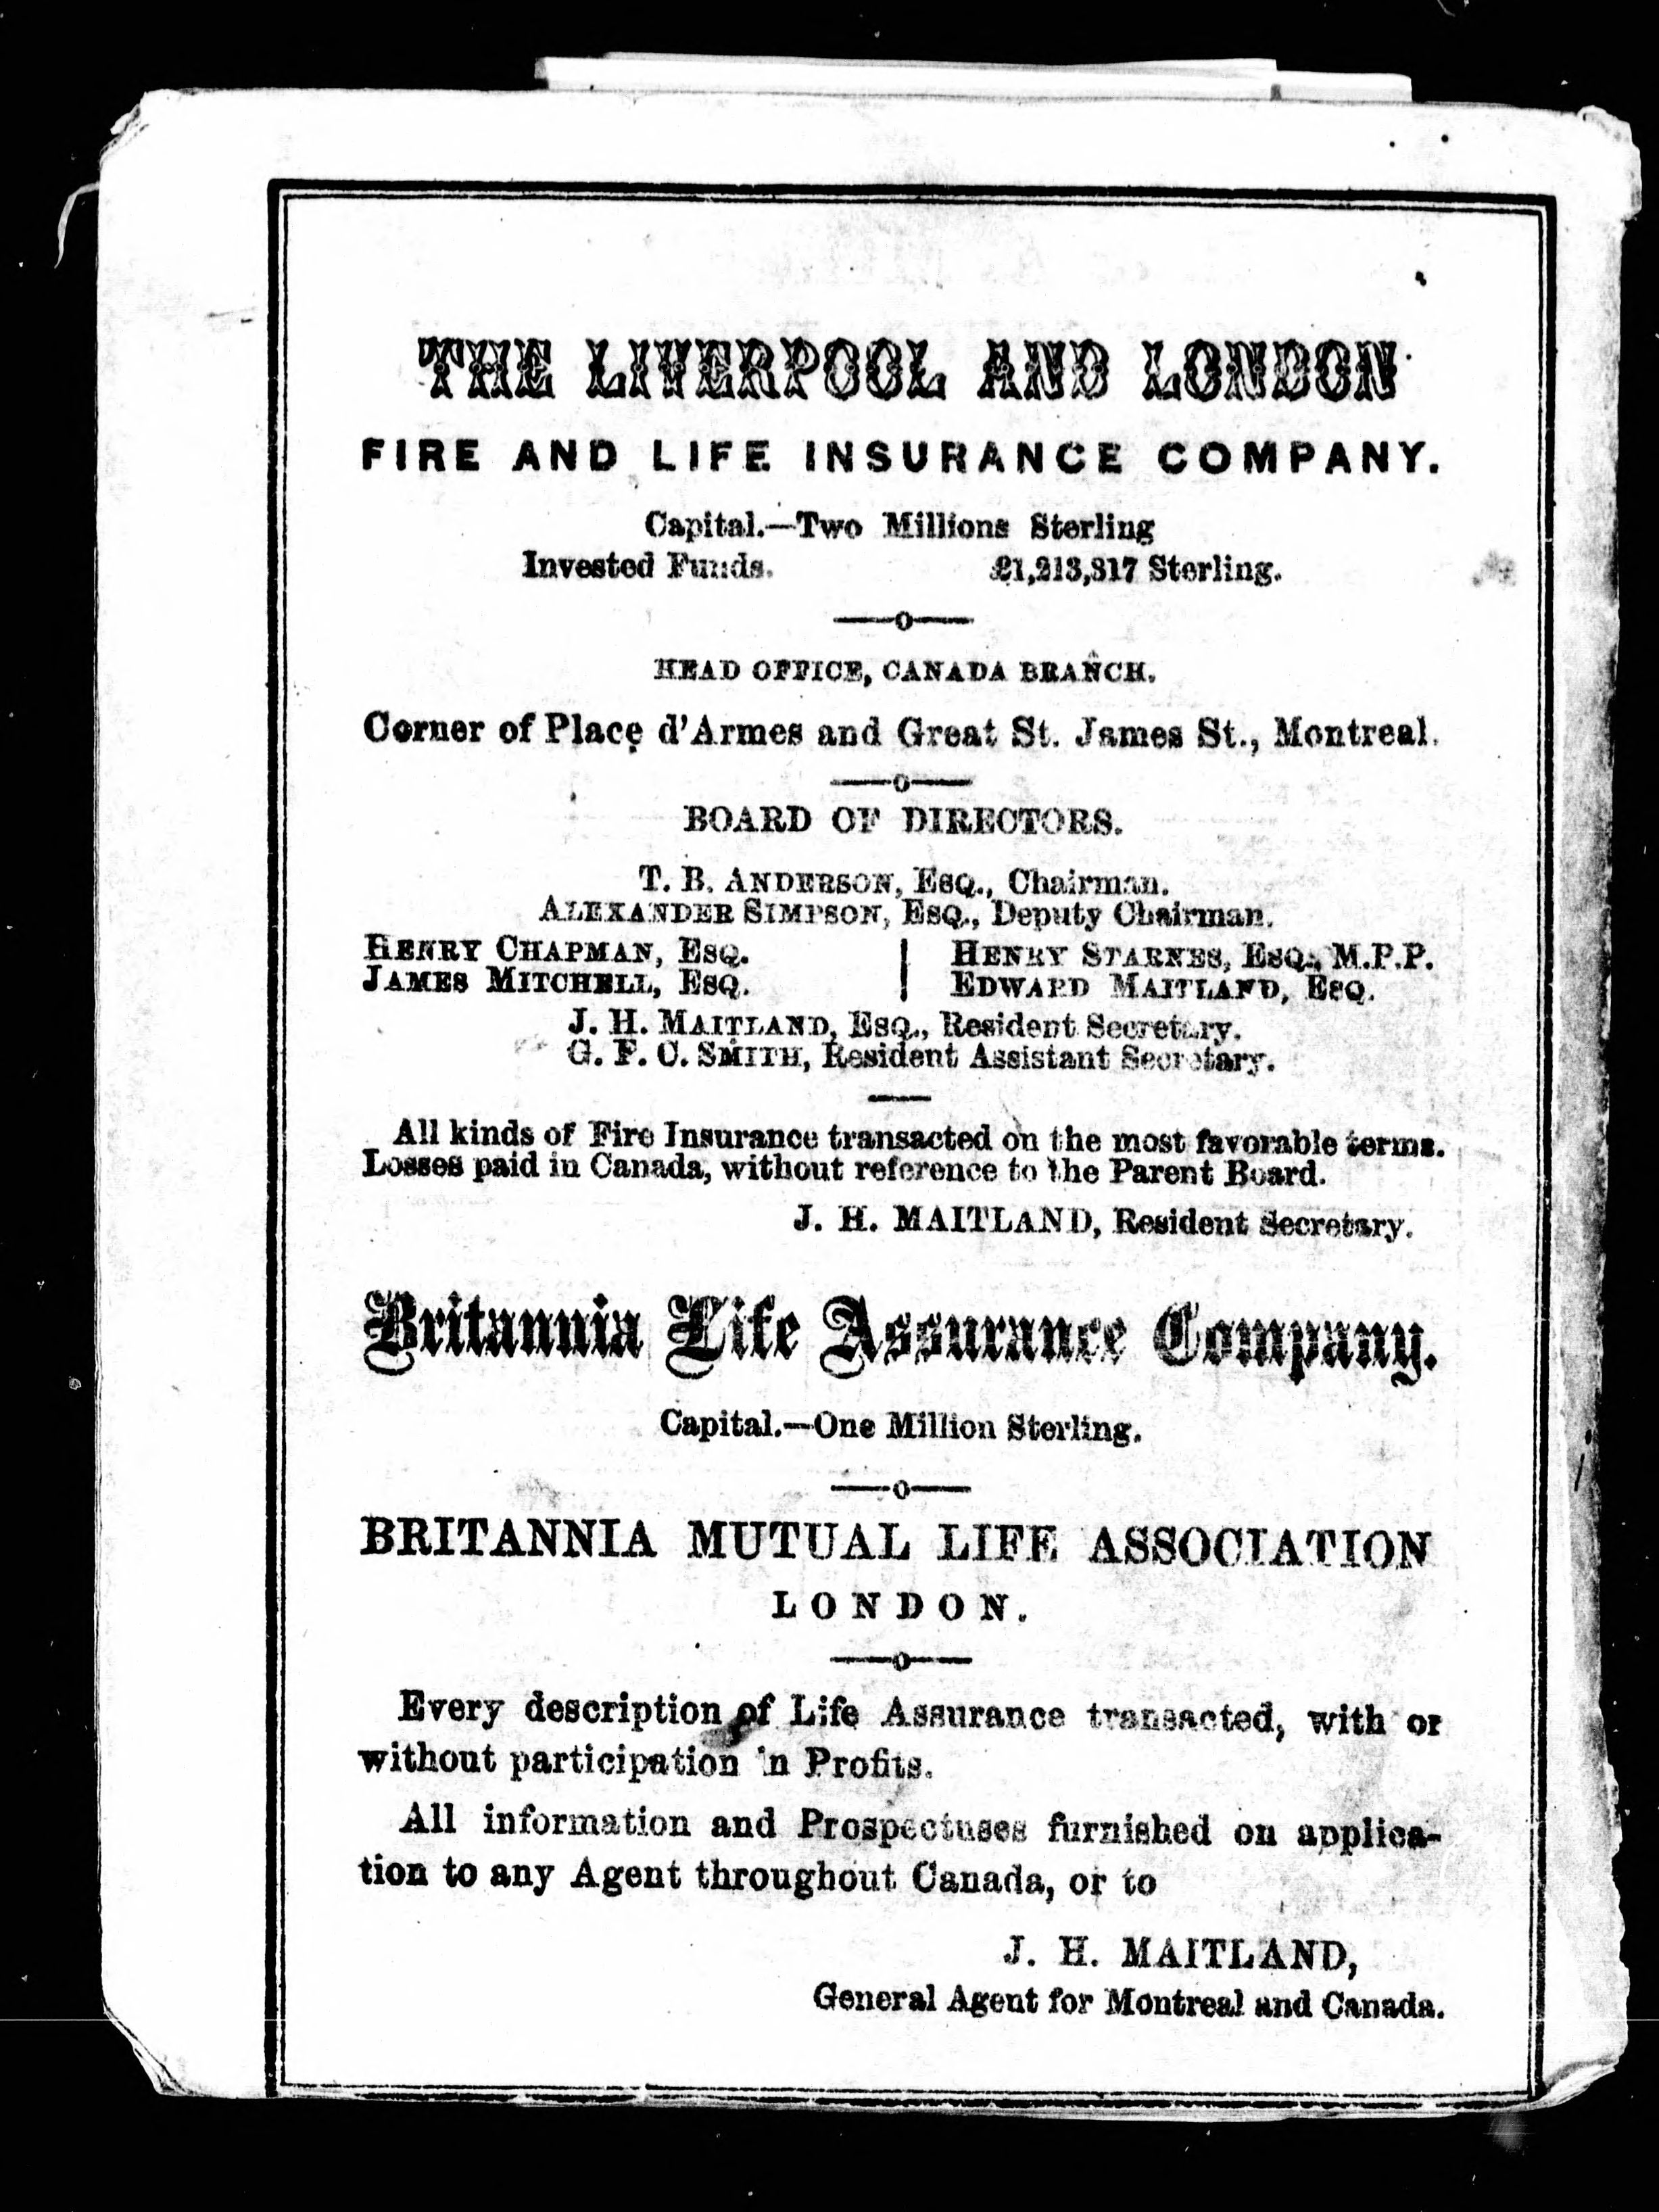 THE LIVERPOOL AND LONDON
FIRE AND LIFE INSURANCE COMPANY.
Capital.—Two Millions Sterling
Invested Funds. £1,213,817 Sterling.
HEAD OFFICE, CANADA BRANCH.
Corner of Place d'Armes and Great St. James St., Montreal.
BOARD OF DIRECTORS.
T. B. ANDERSON, ESQ., Chairman.
ALEXANDER SIMPSON, ESQ., Deputy Chairman.
HENRY CHAPMAN, ESQ. | HENRY STARNES, ESQ., M.P.P.
JAMES MITCHELL, ESQ. | EDWARD MAITLAND, ESQ.
J. H. MAITLAND, ESQ., Resident Secretary.
G. F. C. SMITH, Resident Assistant Secretary.
All kinds of Fire Insurance transacted on the most favorable terms.
Losses paid in Canada, without reference to the Parent Board.
J. H. MAITLAND, Resident Secretary.
Britannia Life Assurance Company.
Capital.—One Million Sterling.
BRITANNIA MUTUAL LIFE ASSOCIATION
LONDON.
Every description of Life Assurance transacted, with or
without participation in Profits.
All information and Prospectuses furnished on applica-
tion to any Agent throughout Canada, or to
J. H. MAITLAND,
General Agent for Montreal and Canada.